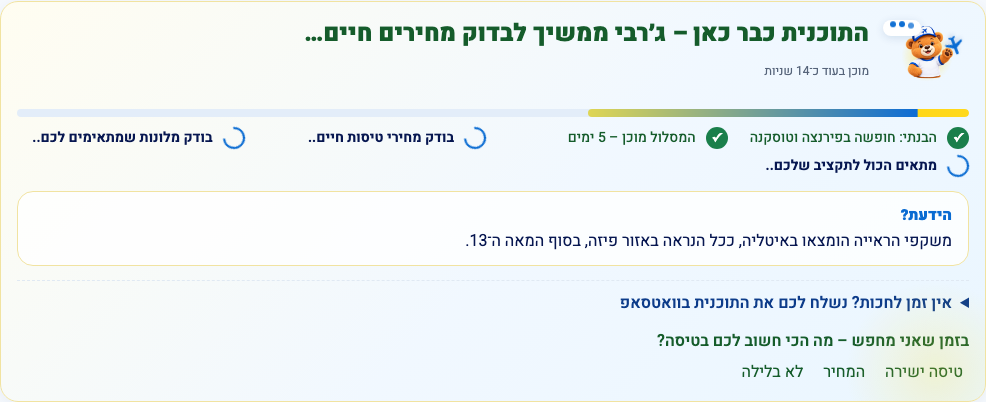 התוכנית כבר כאן – ג׳רבי ממשיך לבדוק מחירים חיים...
מוכן בעוד כ־14 שניות
הבנתי: חופשה בפירנצה וטוסקנה
המסלול מוכן – 5 ימים
בודק מחירי טיסות חיים..
בודק מלונות שמתאימים לכם..
מתאים הכול לתקציב שלכם..
הידעת?
משקפי הראייה הומצאו באיטליה, ככל הנראה באזור פיזה, בסוף המאה ה־13.
אין זמן לחכות? נשלח לכם את התוכנית בוואטסאפ
בזמן שאני מחפש – מה הכי חשוב לכם בטיסה?
טיסה ישירה המחיר לא בלילה